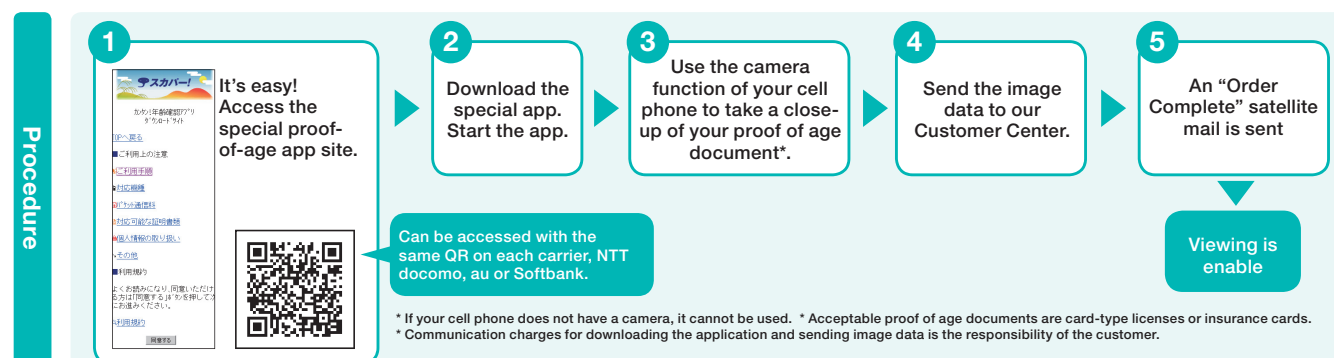 Procedure
1
デスカパー!
カンタン!年齢確認アプリ
ダウンロードサイト
TOPへ戻る
■ご利用上の注意
ご利用手順
対応機種
パケット通信料
対応可能な証明書類
個人情報の取り扱い
その他
■利用規約
よくお読みになり、同意いただけ
る方は「同意する」ボタンを押して次
にお進みください。
利用規約
同意する
It's easy!
Access the
special proof-
of-age app site.
Can be accessed with the
same QR on each carrier, NTT
docomo, au or Softbank.
2
Download the
special app.
Start the app.
3
Use the camera
function of your cell
phone to take a close-
up of your proof of age
document*.
4
Send the image
data to our
Customer Center.
5
An “Order
Complete” satellite
mail is sent
Viewing is
enable
* If your cell phone does not have a camera, it cannot be used. * Acceptable proof of age documents are card-type licenses or insurance cards.
* Communication charges for downloading the application and sending image data is the responsibility of the customer.